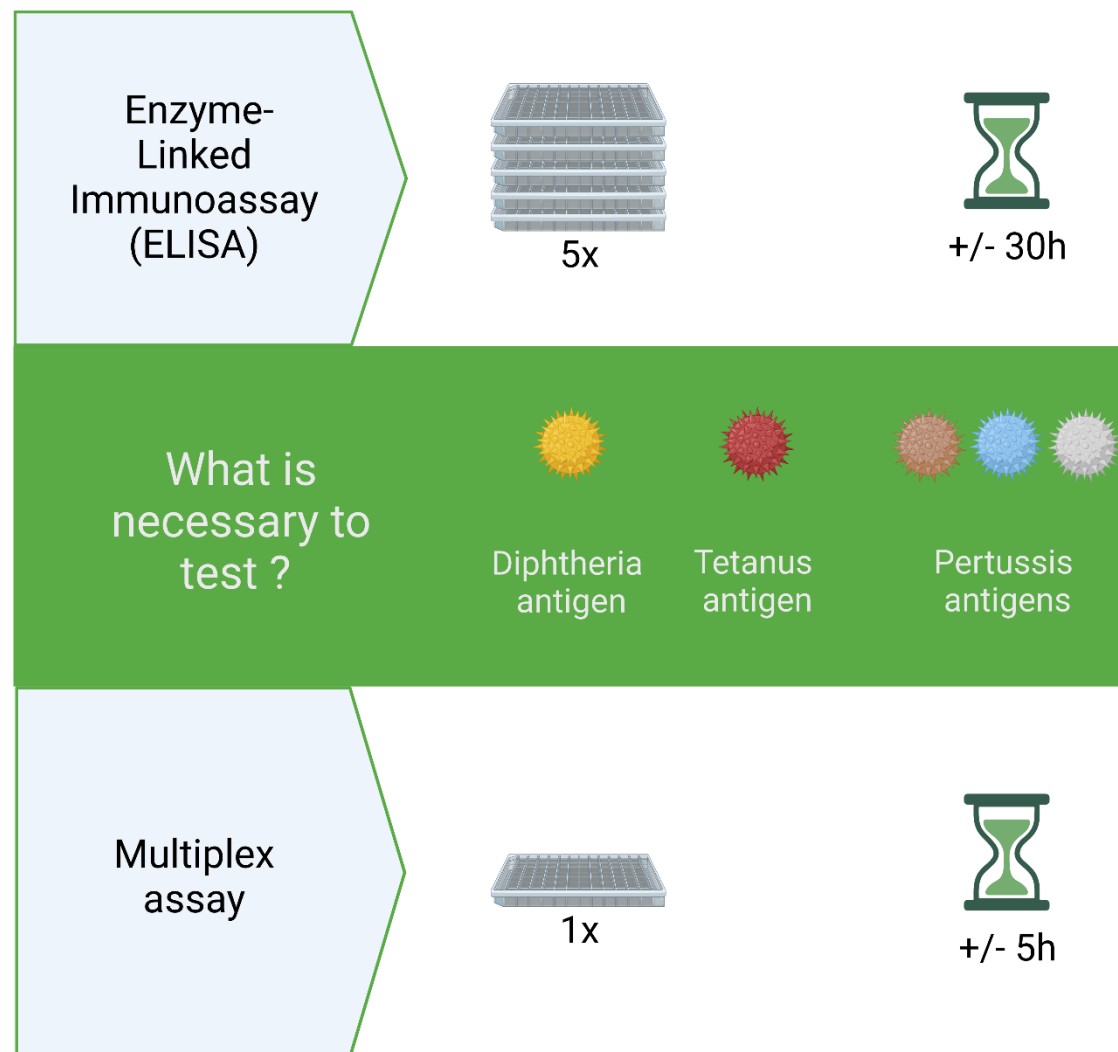 Enzyme-
Linked
Immunoassay
(ELISA)
5x
+/- 30h
What is
necessary to
test ?
Diphtheria
antigen
Tetanus
antigen
Pertussis
antigens
Multiplex
assay
1x
+/- 5h